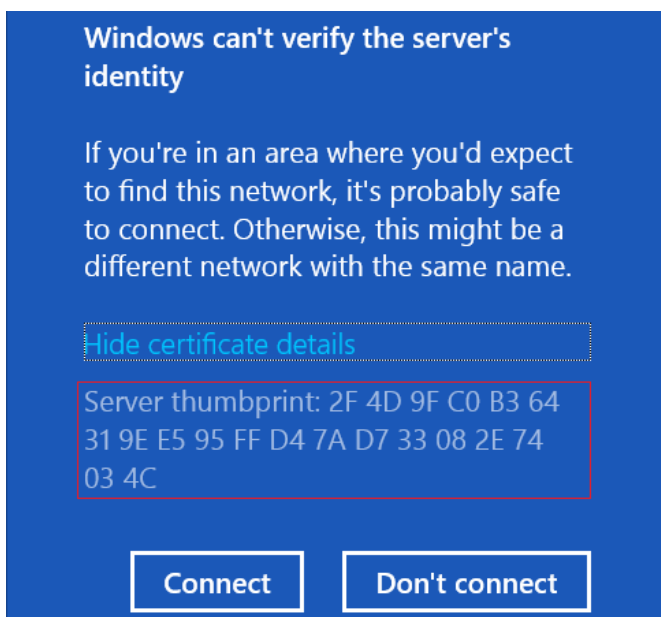 Windows can't verify the server's
identity
If you're in an area where you'd expect
to find this network, it's probably safe
to connect. Otherwise, this might be a
different network with the same name.
Hide certificate details
Server thumbprint: 2F 4D 9F C0 B3 64
31 9E E5 95 FF D4 7A D7 33 08 2E 74
03 4C
Connect
Don't connect